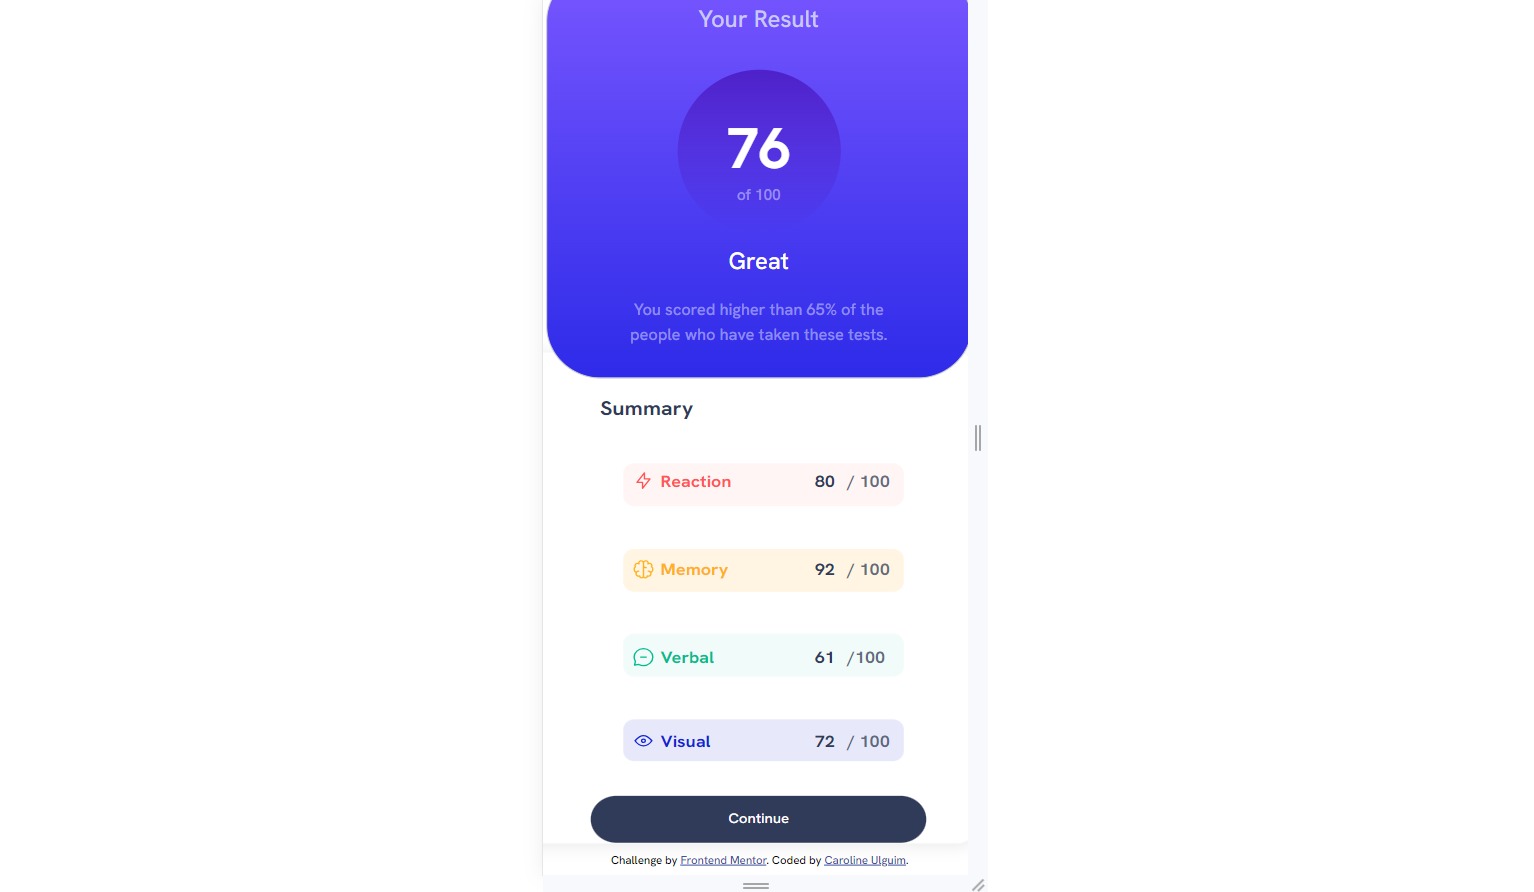 Your Result
76
of 100
Great
You scored higher than 65% of the
people who have taken these tests.
Summary
Reaction 80 / 100
Memory 92 / 100
Verbal 61 /100
Visual 72 / 100
Continue
Challenge by Frontend Mentor. Coded by Caroline Ulguim.